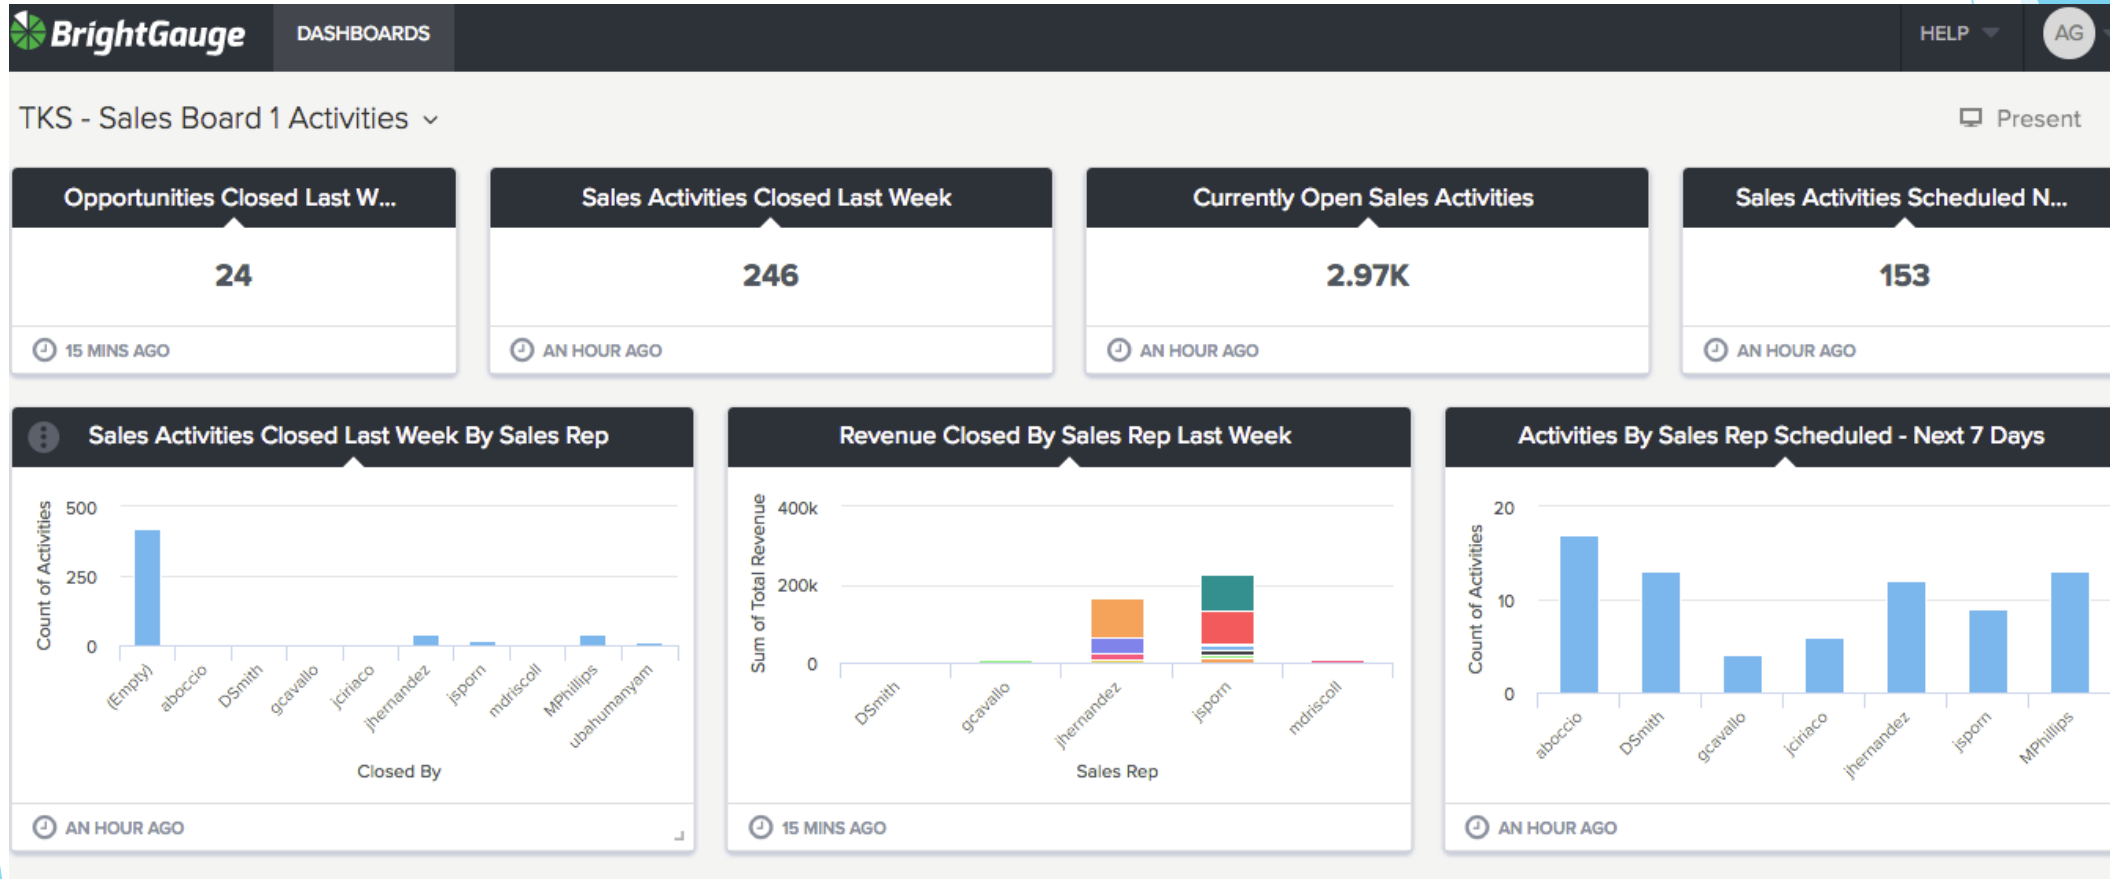 BrightGauge DASHBOARDS HELP AG
TKS - Sales Board 1 Activities Present
Opportunities Closed Last W...
24
15 MINS AGO
Sales Activities Closed Last Week
246
AN HOUR AGO
Currently Open Sales Activities
2.97K
AN HOUR AGO
Sales Activities Scheduled N...
153
AN HOUR AGO
Sales Activities Closed Last Week By Sales Rep
Count of Activities
500
250
0
(Empty)
aboccio
DSmith
gcavallo
jciriaco
jhernandez
jsporn
mdriscoll
MPhillips
ubahumanyam
Closed By
AN HOUR AGO
Revenue Closed By Sales Rep Last Week
Sum of Total Revenue
400k
200k
0
DSmith
gcavallo
jhernandez
jsporn
mdriscoll
Sales Rep
15 MINS AGO
Activities By Sales Rep Scheduled - Next 7 Days
Count of Activities
20
10
0
aboccio
DSmith
gcavallo
jciriaco
jhernandez
jsporn
MPhillips
AN HOUR AGO